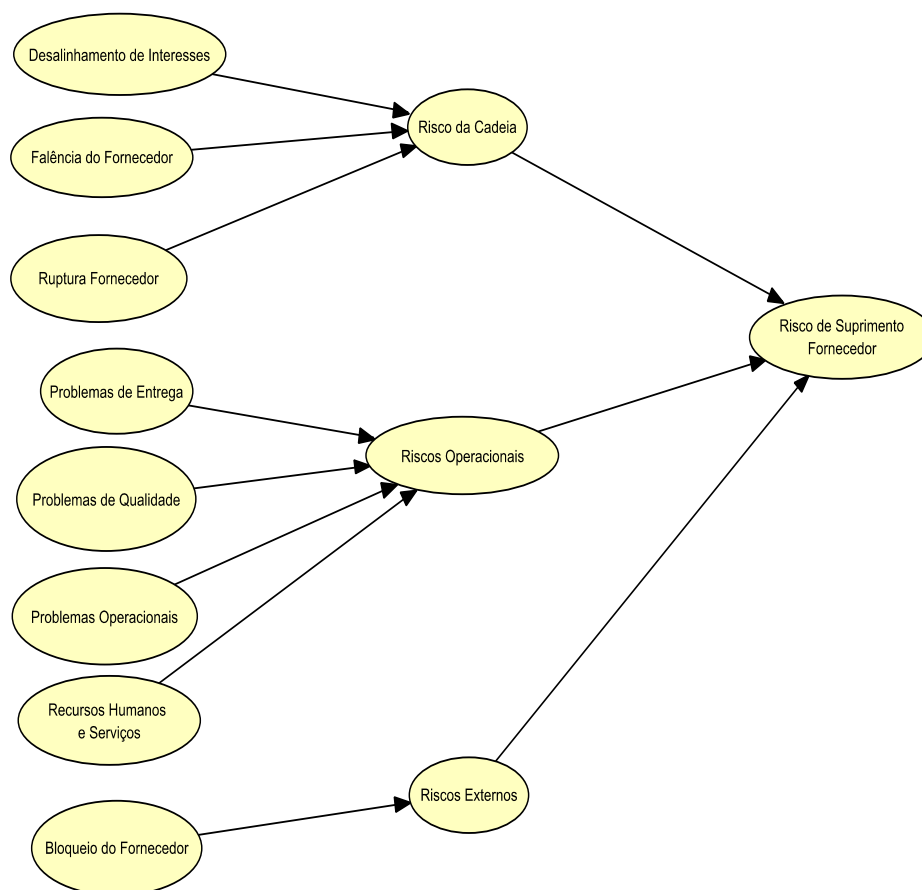 Desalinhamento de Interesses
Falência do Fornecedor
Ruptura Fornecedor
Problemas de Entrega
Problemas de Qualidade
Problemas Operacionais
Recursos Humanos
e Serviços
Bloqueio do Fornecedor
Risco da Cadeia
Riscos Operacionais
Riscos Externos
Risco de Suprimento
Fornecedor